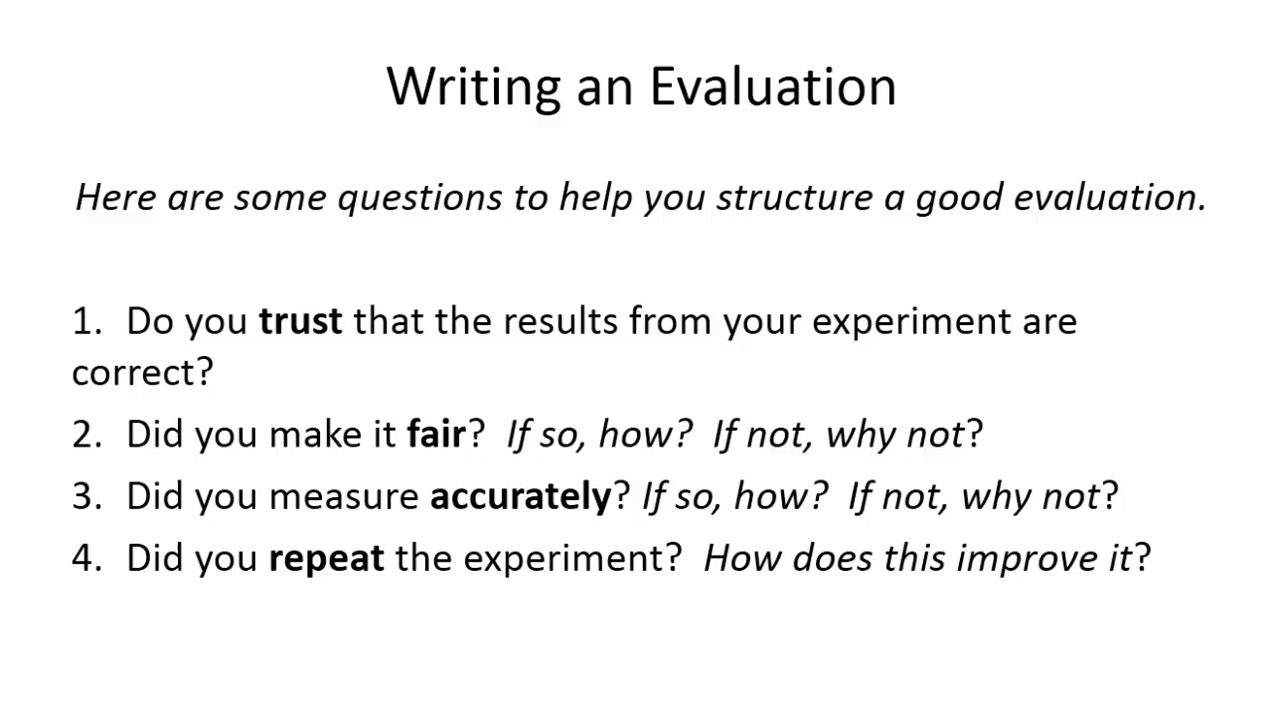 Writing an Evaluation
Here are some questions to help you structure a good evaluation.
1. Do you trust that the results from your experiment are
correct?
2. Did you make it fair? If so, how? If not, why not?
3. Did you measure accurately? If so, how? If not, why not?
4. Did you repeat the experiment? How does this improve it?